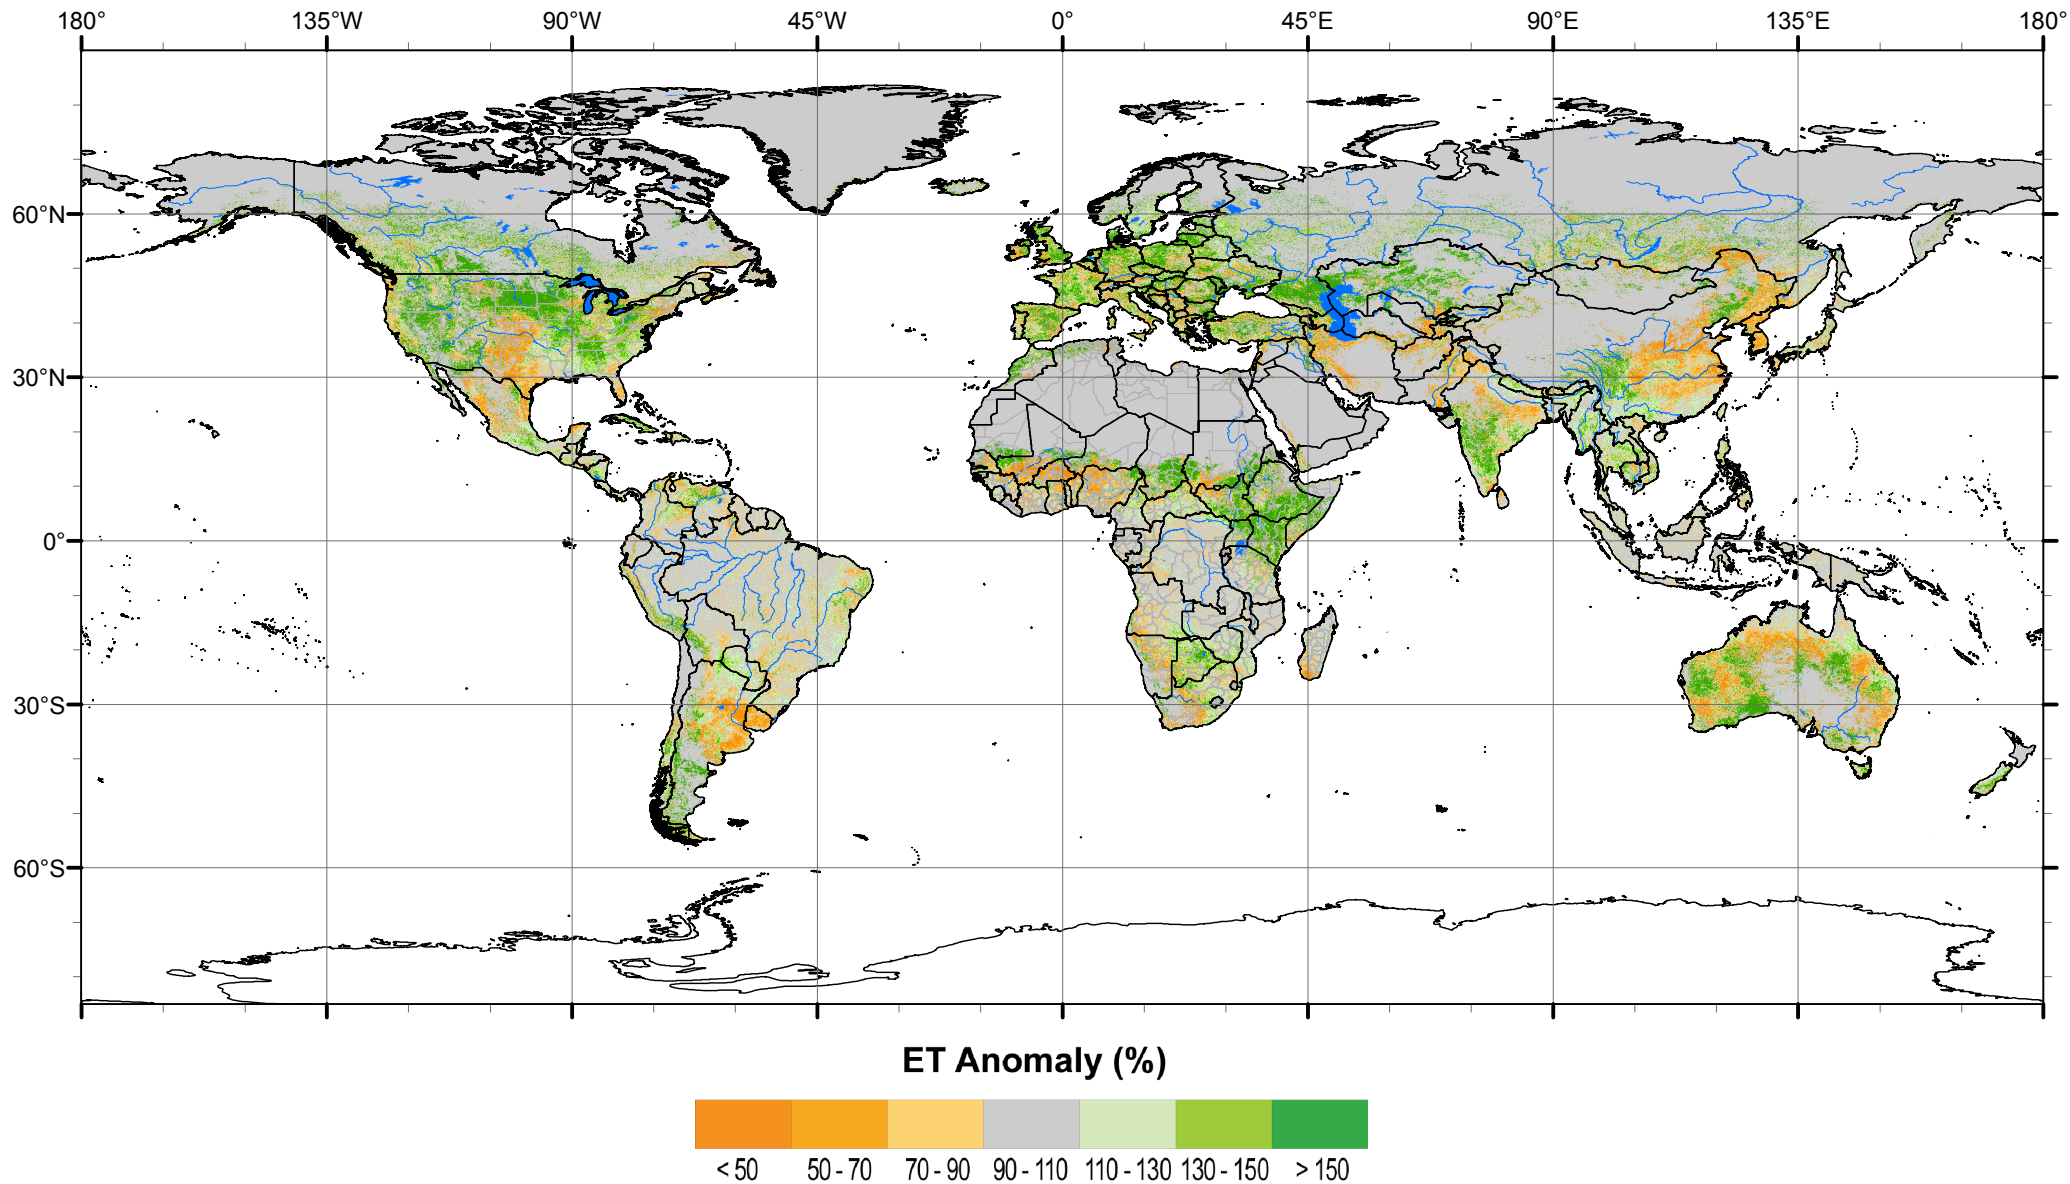 180° 135°W 90°W 45°W 0° 45°E 90°E 135°E 180°
60°N
30°N
0°
30°S
60°S
ET Anomaly (%)
< 50 50 - 70 70 - 90 90 - 110 110 - 130 130 - 150 > 150